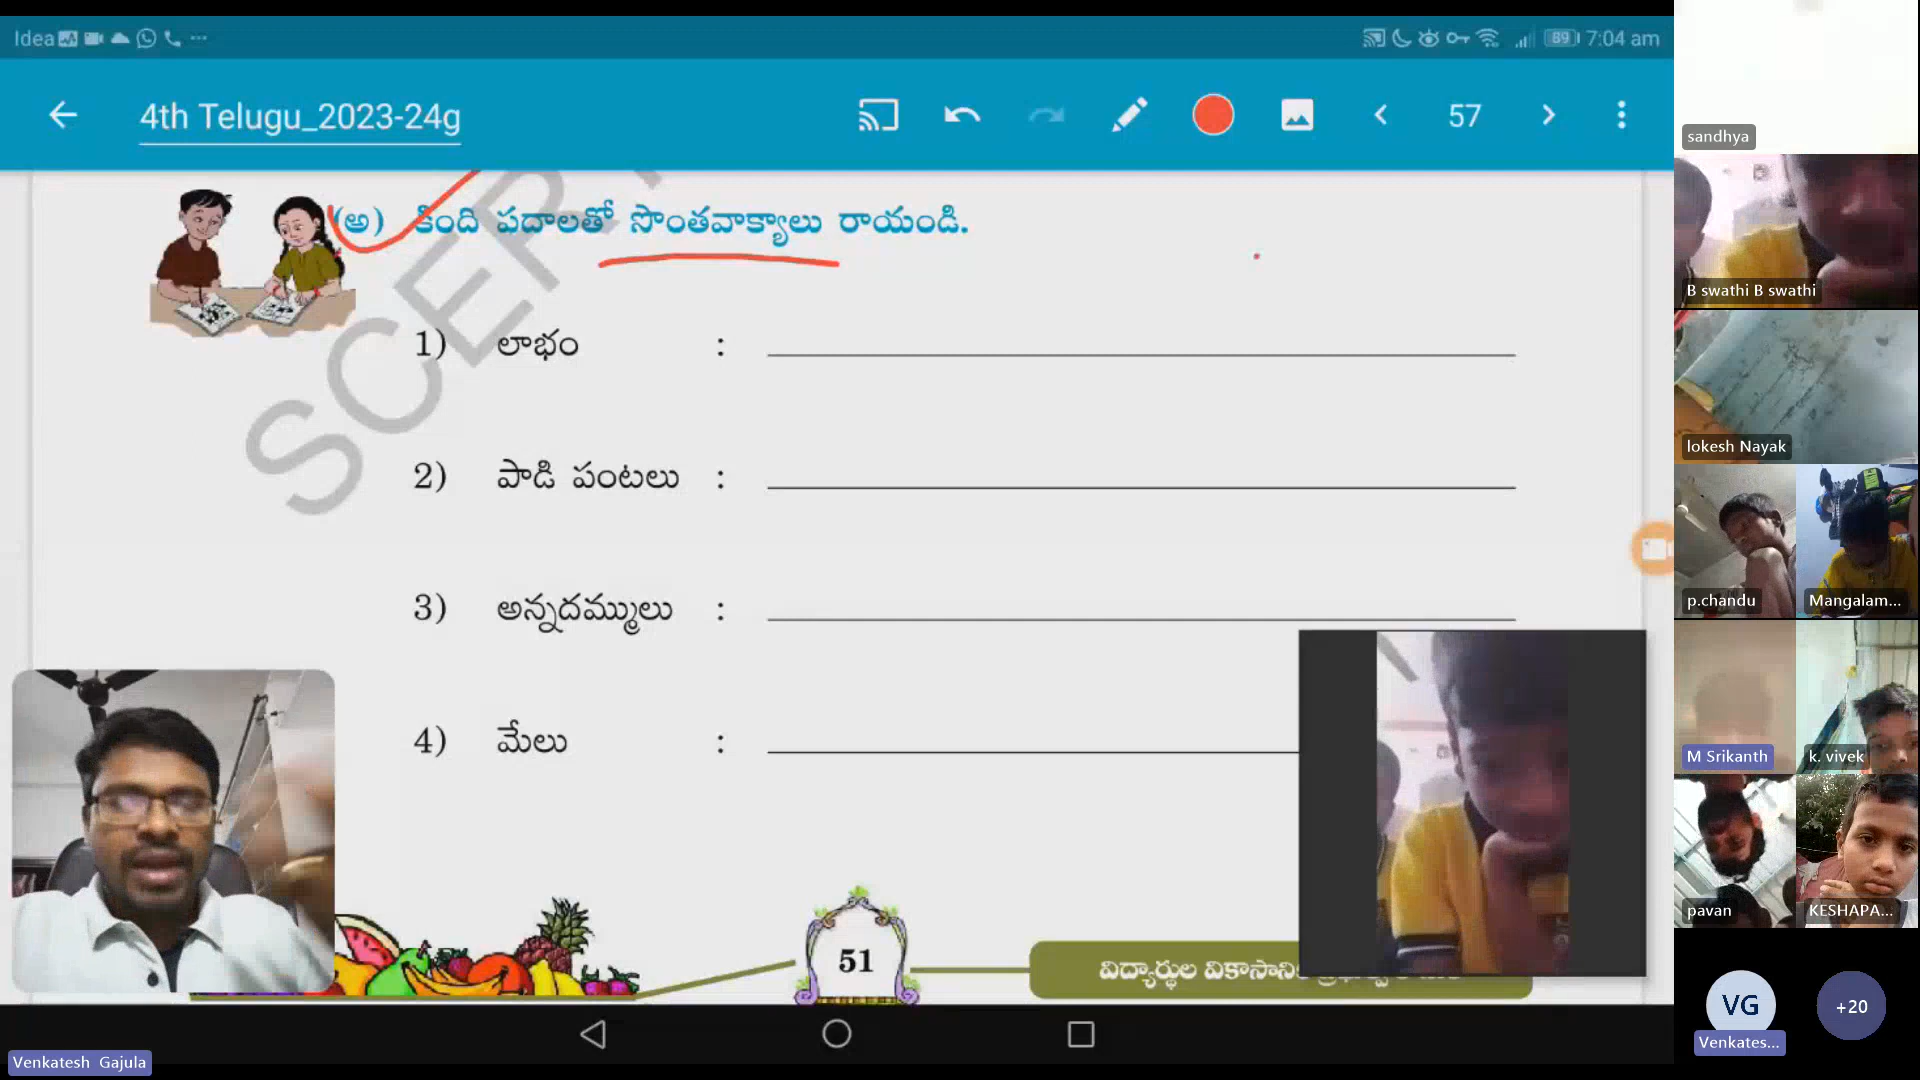 Idea
89 7:04 am
4th Telugu_2023-24g
57
SCERT
(అ) కింది పదాలతో సొంతవాక్యాలు రాయండి.
1) లాభం : 
2) పాడి పంటలు : 
3) అన్నదమ్ములు : 
4) మేలు : 
51
విద్యార్థుల
Venkatesh Gajula
sandhya
B swathi B swathi
lokesh Nayak
p.chandu
Mangalam...
M Srikanth
k. vivek
pavan
KESHAPA...
VG
+20
Venkates...